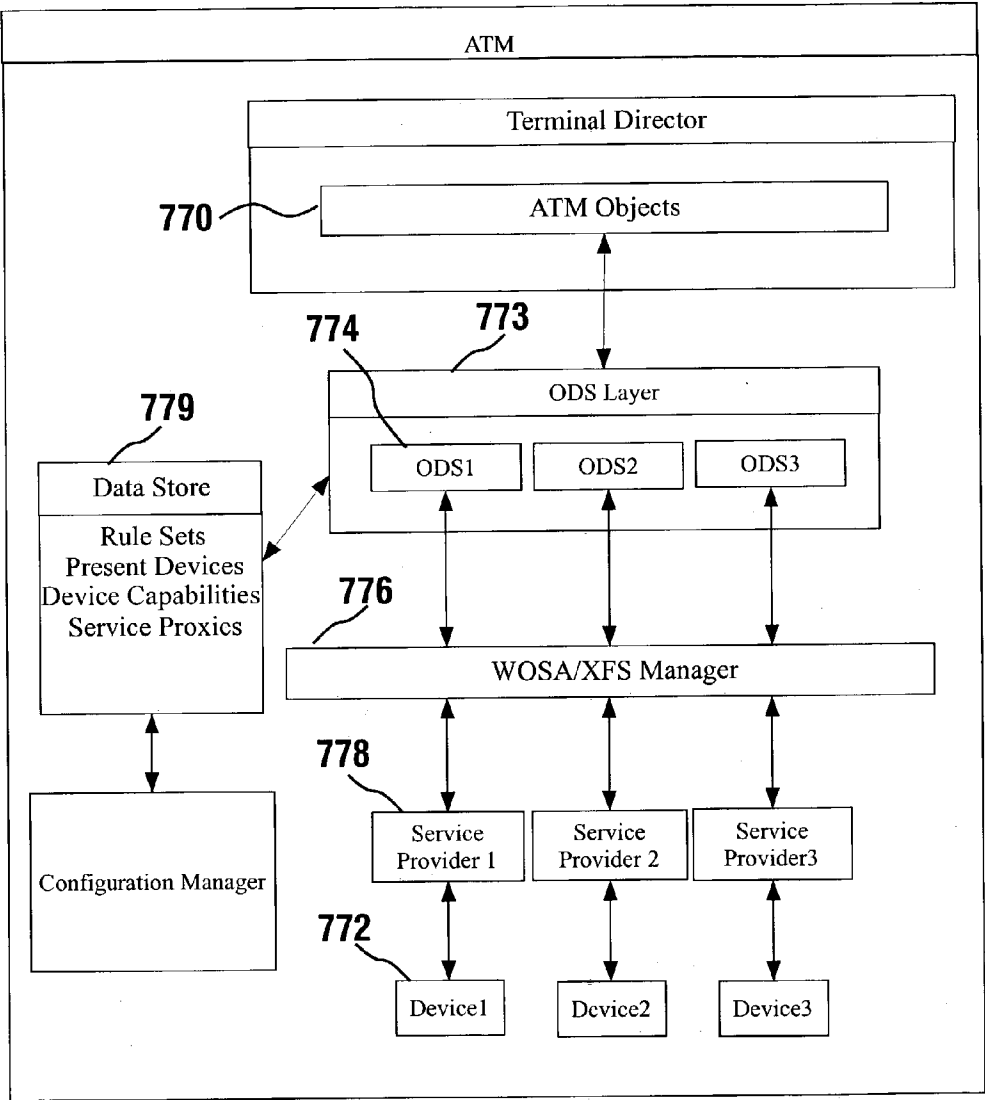 ATM
Terminal Director
770
ATM Objects
774
773
ODS Layer
779
ODS1
ODS2
ODS3
Data Store
Rule Sets
Present Devices
Device Capabilities
Service Proxics
776
WOSA/XFS Manager
778
Service
Provider 1
Service
Provider 2
Service
Provider3
Configuration Manager
772
Device1
Device2
Device3